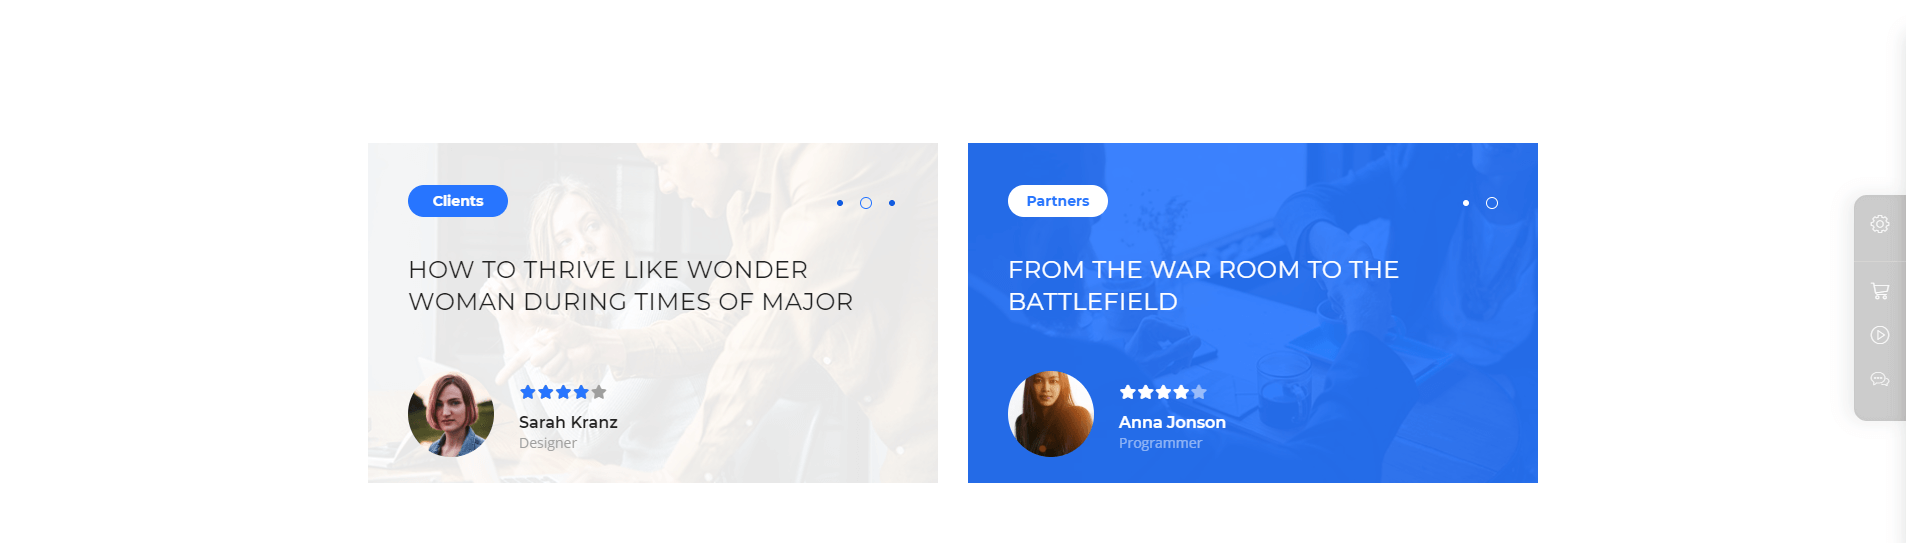 Clients
HOW TO THRIVE LIKE WONDER
WOMAN DURING TIMES OF MAJOR
Sarah Kranz
Designer
Partners
FROM THE WAR ROOM TO THE
BATTLEFIELD
Anna Jonson
Programmer